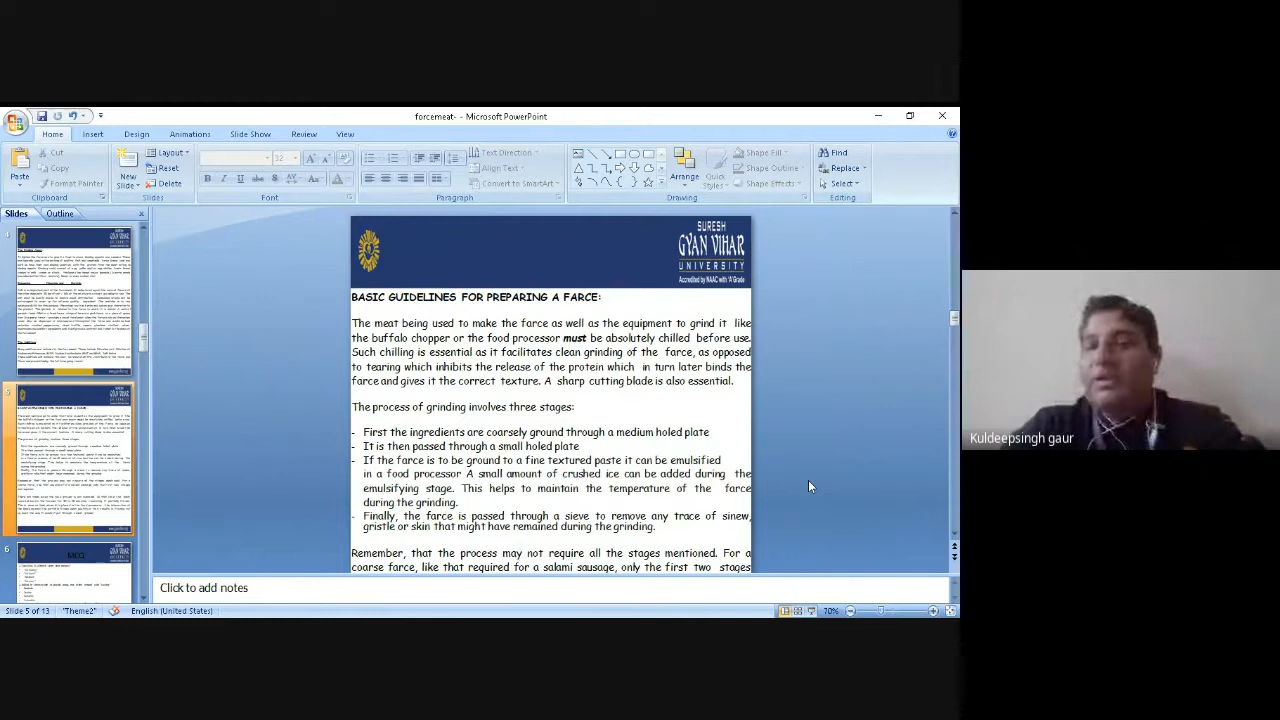 forcemeat- - Microsoft PowerPoint
Home Insert Design Animations Slide Show Review View
Paste
Cut
Copy
Format Painter
Clipboard
New Slide
Layout
Reset
Delete
Slides
32
Font
Text Direction
Align Text
Convert to SmartArt
Paragraph
Arrange
Quick Styles
Shape Fill
Shape Outline
Shape Effects
Drawing
Find
Replace
Select
Editing
Slides Outline
4
5
6
MCQ
SURESH
GYAN VIHAR
UNIVERSITY
Accredited by NAAC with 'A' Grade
BASIC GUIDELINES FOR PREPARING A FARCE:
The meat being used to make the farce as well as the equipment to grind it like
the buffalo chopper or the food processor must be absolutely chilled before use.
Such chilling is essential to facilitate clean grinding of the farce, as opposed
to tearing which inhibits the release of the protein which in turn later binds the
farce and gives it the correct texture. A sharp cutting blade is also essential.
The process of grinding involves three stages:
- First the ingredients are coarsely ground through a medium holed plate
- It is then passed through a small holed plate
- If the farce is to be ground to a fine textured paste it can be emulsified
in a food processor. A small amount of crushed ice can be added during the
emulsifying stage. This helps to maintain the temperature of the farce
during the grinding.
- Finally, the farce is passed through a sieve to remove any trace of sinew,
gristle or skin that might have remained during the grinding.
Remember, that the process may not require all the stages mentioned. For a
coarse farce, like that required for a salami sausage, only the first two stages
Click to add notes
Slide 5 of 13 "Theme2" English (United States) 70%
Kuldeepsingh gaur